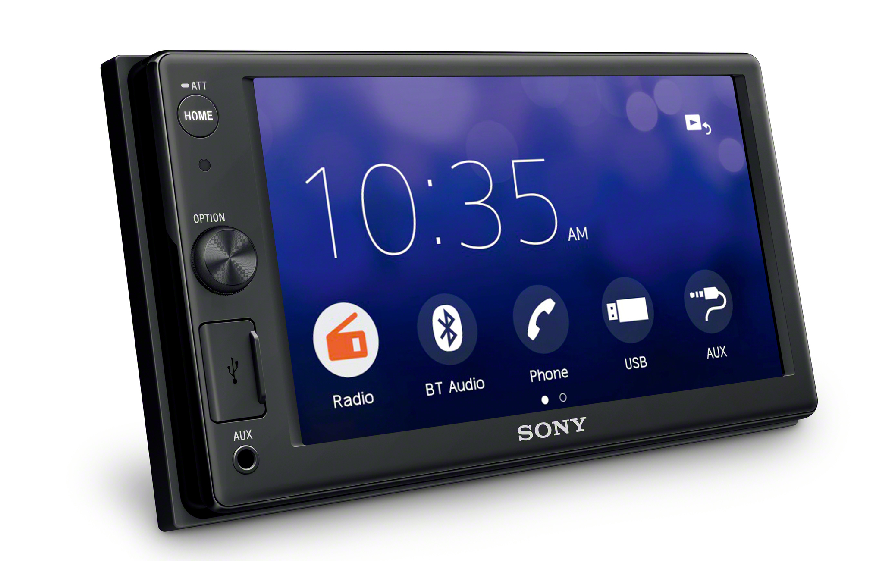 ATT
HOME
OPTION
10:35 AM
Radio
BT Audio
Phone
USB
AUX
AUX
SONY